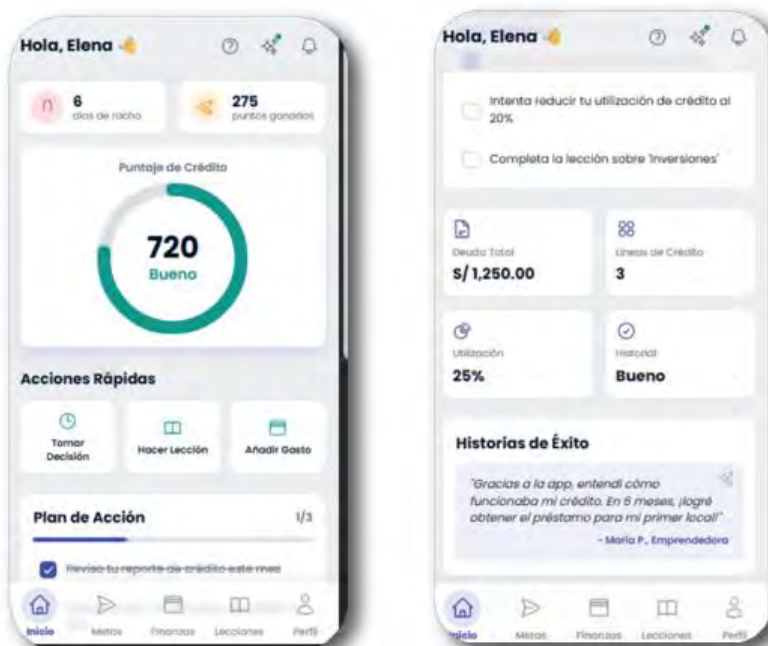 Hola, Elena
6
días de racha
275
puntos ganados
Puntaje de Crédito
720
Bueno
Acciones Rápidas
Tomar
Decisión
Hacer Lección
Añadir Gasto
Plan de Acción
1/3
Revisa tu reporte de crédito este mes
Inicio
Metas
Finanzas
Lecciones
Perfil
Hola, Elena
Intenta reducir tu utilización de crédito al
20%
Completa la lección sobre 'Inversiones'
Deuda Total
S/ 1,250.00
Líneas de Crédito
3
Utilización
25%
Historial
Bueno
Historias de Éxito
"Gracias a la app, entendí cómo
funcionaba mi crédito. En 6 meses, ¡logré
obtener el préstamo para mi primer local!"
- María P., Emprendedora
Inicio
Metas
Finanzas
Lecciones
Perfil